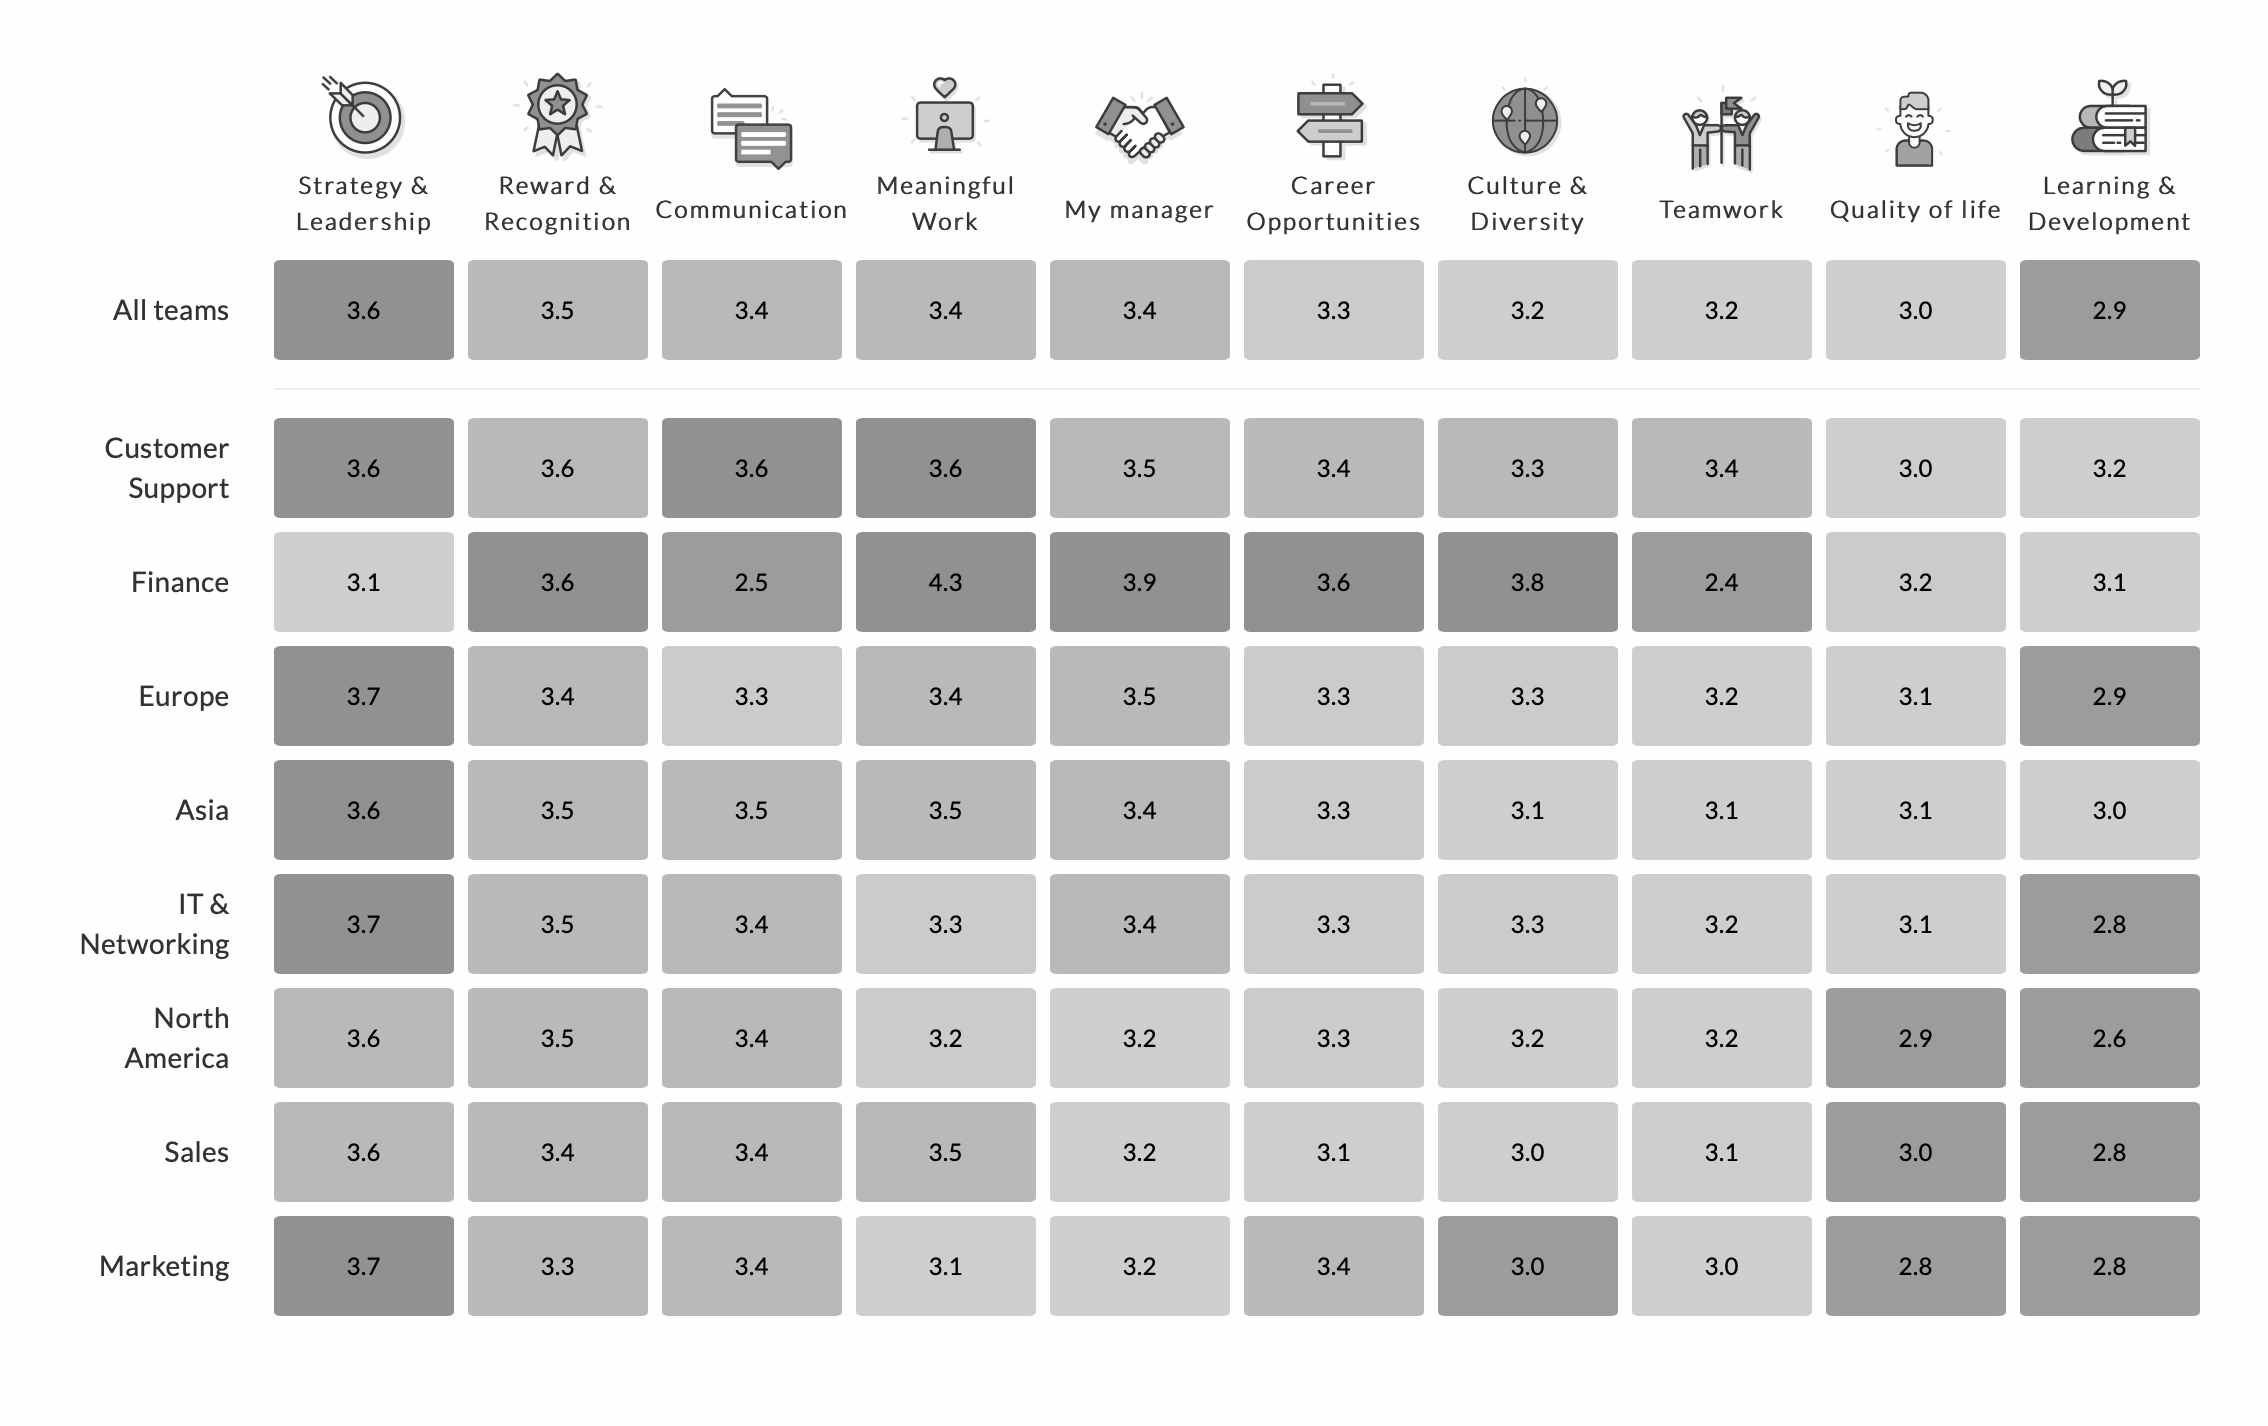 Strategy &
Leadership
Reward &
Recognition
Communication
Meaningful
Work
My manager
Career
Opportunities
Culture &
Diversity
Teamwork
Quality of life
Learning &
Development
All teams 3.6 3.5 3.4 3.4 3.4 3.3 3.2 3.2 3.0 2.9
Customer
Support 3.6 3.6 3.6 3.6 3.5 3.4 3.3 3.4 3.0 3.2
Finance 3.1 3.6 2.5 4.3 3.9 3.6 3.8 2.4 3.2 3.1
Europe 3.7 3.4 3.3 3.4 3.5 3.3 3.3 3.2 3.1 2.9
Asia 3.6 3.5 3.5 3.5 3.4 3.3 3.1 3.1 3.1 3.0
IT &
Networking 3.7 3.5 3.4 3.3 3.4 3.3 3.3 3.2 3.1 2.8
North
America 3.6 3.5 3.4 3.2 3.2 3.3 3.2 3.2 2.9 2.6
Sales 3.6 3.4 3.4 3.5 3.2 3.1 3.0 3.1 3.0 2.8
Marketing 3.7 3.3 3.4 3.1 3.2 3.4 3.0 3.0 2.8 2.8